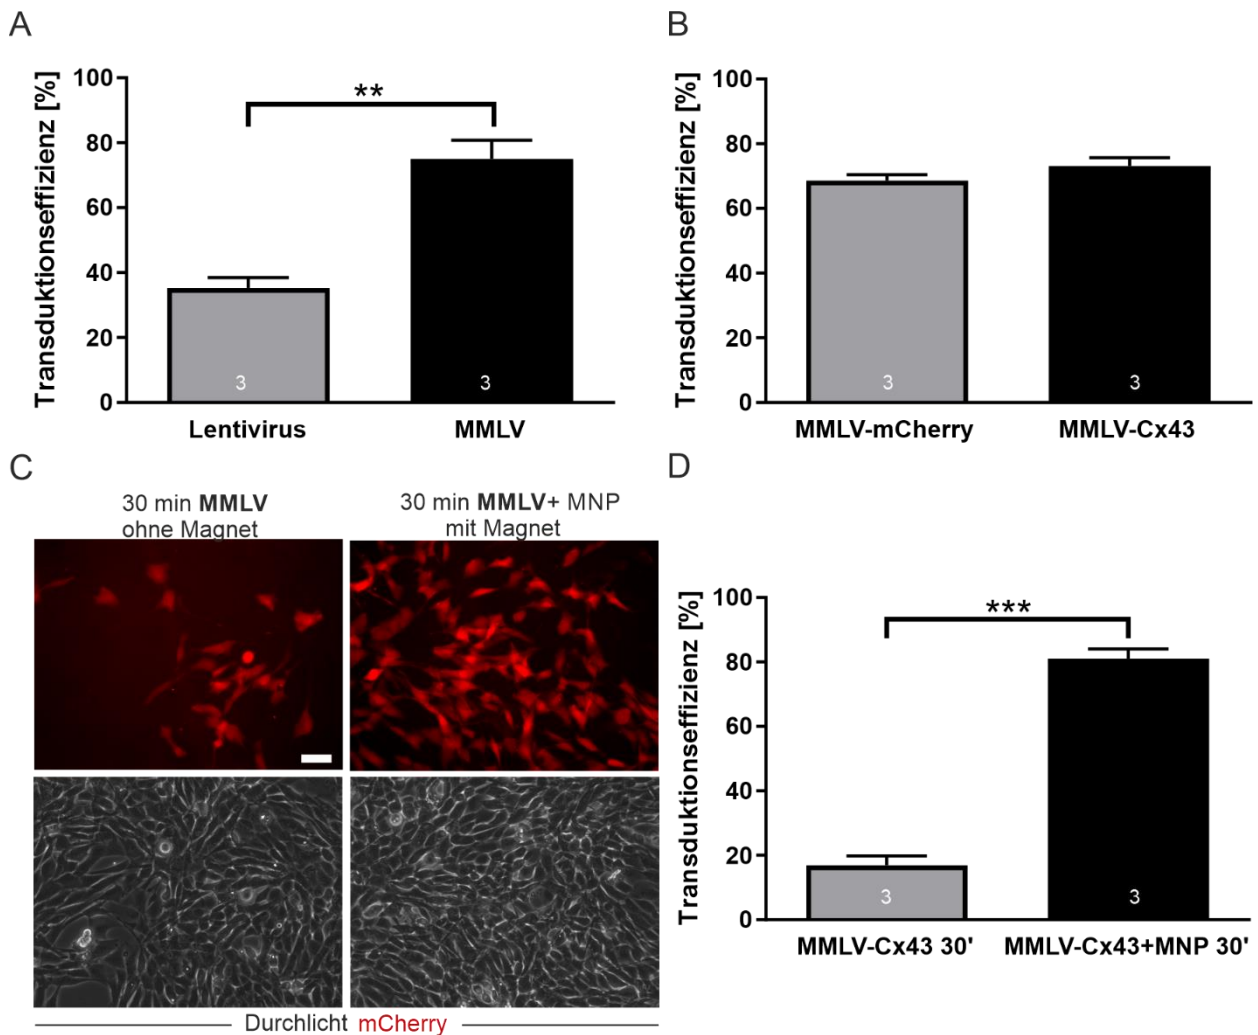 A
Transduktionseffizienz [%]
100
80
60
40
20
0
**
3
3
Lentivirus
MMLV
B
Transduktionseffizienz [%]
100
80
60
40
20
0
3
3
MMLV-mCherry
MMLV-Cx43
C
30 min MMLV
ohne Magnet
30 min MMLV+ MNP
mit Magnet
Durchlicht mCherry
D
Transduktionseffizienz [%]
100
80
60
40
20
0
***
3
3
MMLV-Cx43 30'
MMLV-Cx43+MNP 30'